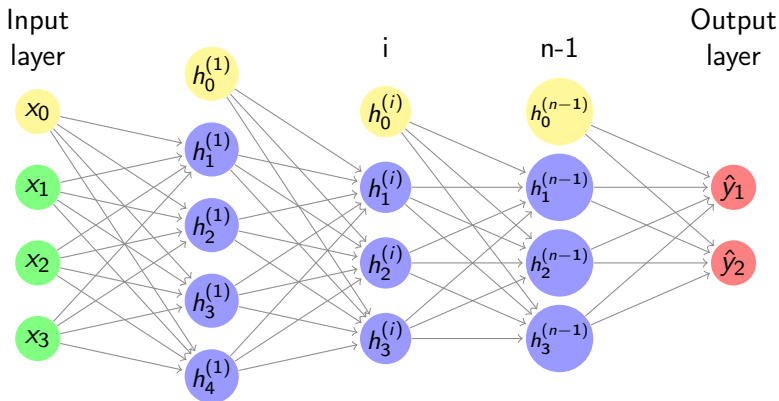 Input
layer
i
n-1
Output
layer
x₀
x₁
x₂
x₃
h₀⁽¹⁾
h₁⁽¹⁾
h₂⁽¹⁾
h₃⁽¹⁾
h₄⁽¹⁾
h₀⁽ⁱ⁾
h₁⁽ⁱ⁾
h₂⁽ⁱ⁾
h₃⁽ⁱ⁾
h₀⁽ⁿ⁻¹⁾
h₁⁽ⁿ⁻¹⁾
h₂⁽ⁿ⁻¹⁾
h₃⁽ⁿ⁻¹⁾
ŷ₁
ŷ₂